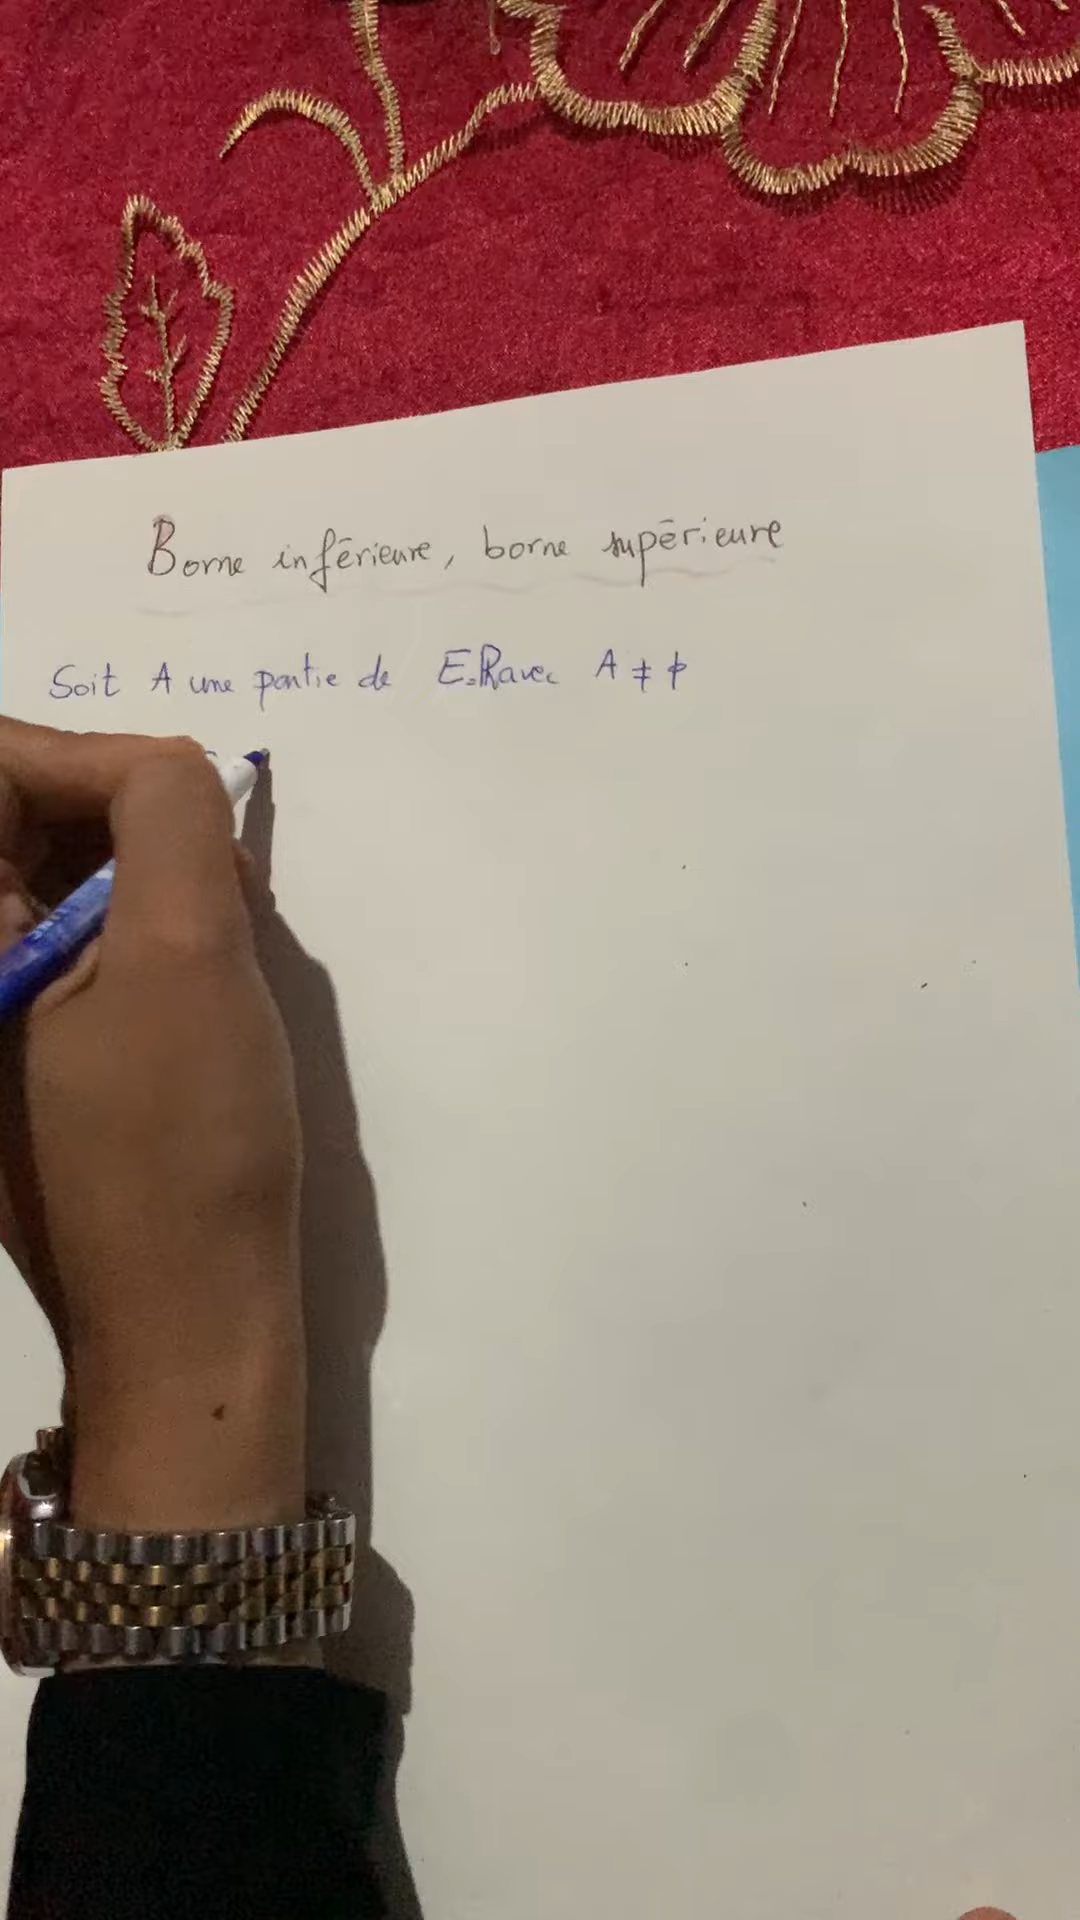 Borne inférieure, borne supérieure
Soit A une partie de E=ℝ avec A ≠ ϕ